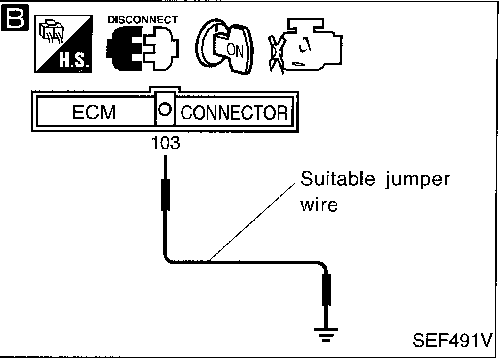 B
H.S.
DISCONNECT
ON
ECM
CONNECTOR
103
Suitable jumper
wire
SEF491V